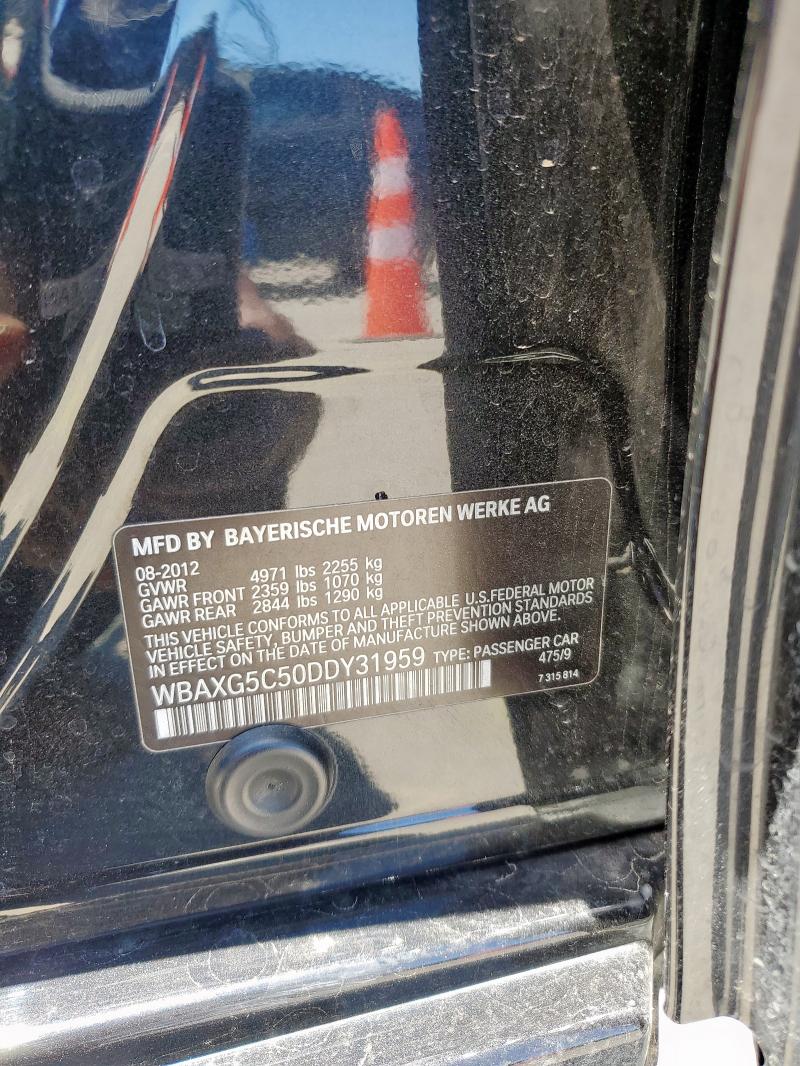 MFD BY BAYERISCHE MOTOREN WERKE AG
08-2012
GVWR 4971 lbs 2255 kg
GAWR FRONT 2359 lbs 1070 kg
GAWR REAR 2844 lbs 1290 kg
THIS VEHICLE CONFORMS TO ALL APPLICABLE U.S.FEDERAL MOTOR
VEHICLE SAFETY, BUMPER AND THEFT PREVENTION STANDARDS
IN EFFECT ON THE DATE OF MANUFACTURE SHOWN ABOVE.
WBAXG5C50DDY31959 TYPE: PASSENGER CAR
475/9
7 315 814